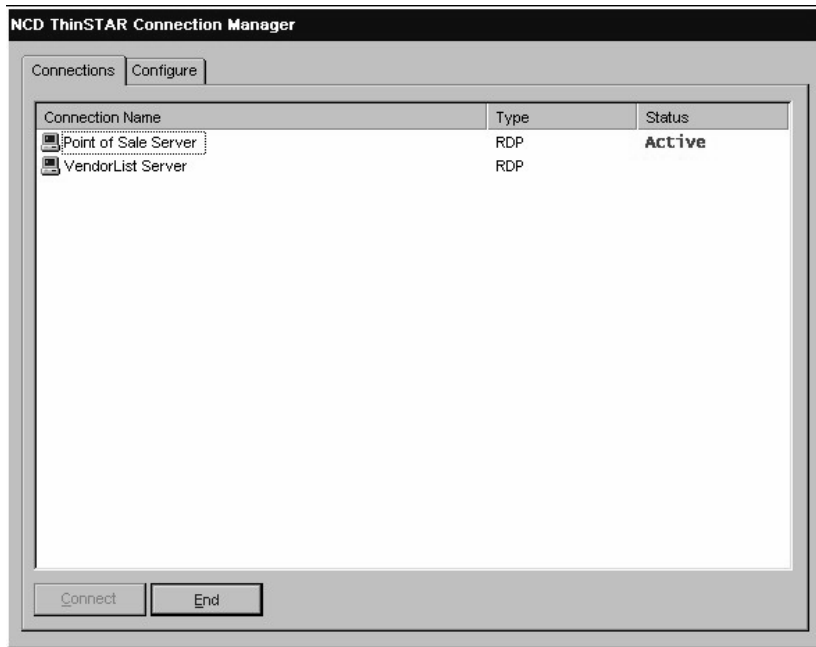 NCD ThinSTAR Connection Manager
Connections Configure
Connection Name Type Status
Point of Sale Server RDP Active
VendorList Server RDP
Connect End